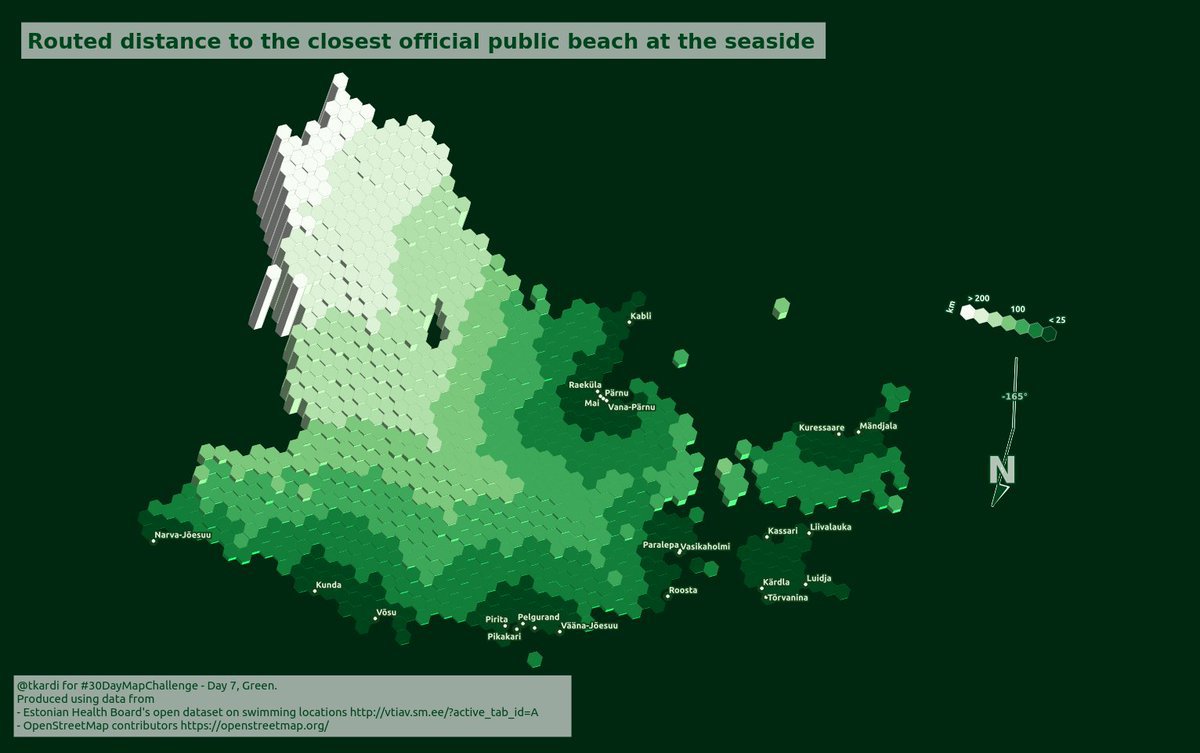 Routed distance to the closest official public beach at the seaside
km
> 200
100
< 25
Kabli
-165°
Raeküla
Pärnu
Mai
Vana-Pärnu
Kuressaare
Mändjala
N
Narva-Jõesuu
Kassari
Liivalauka
Paralepa
Vasikaholmi
Kärdla
Luidja
Tõrvanina
Roosta
Kunda
Võsu
Pirita
Pelgurand
Pikakari
Vääna-Jõesuu
@tkardi for #30DayMapChallenge - Day 7, Green.
Produced using data from
- Estonian Health Board's open dataset on swimming locations http://vtiav.sm.ee/?active_tab_id=A
- OpenStreetMap contributors https://openstreetmap.org/